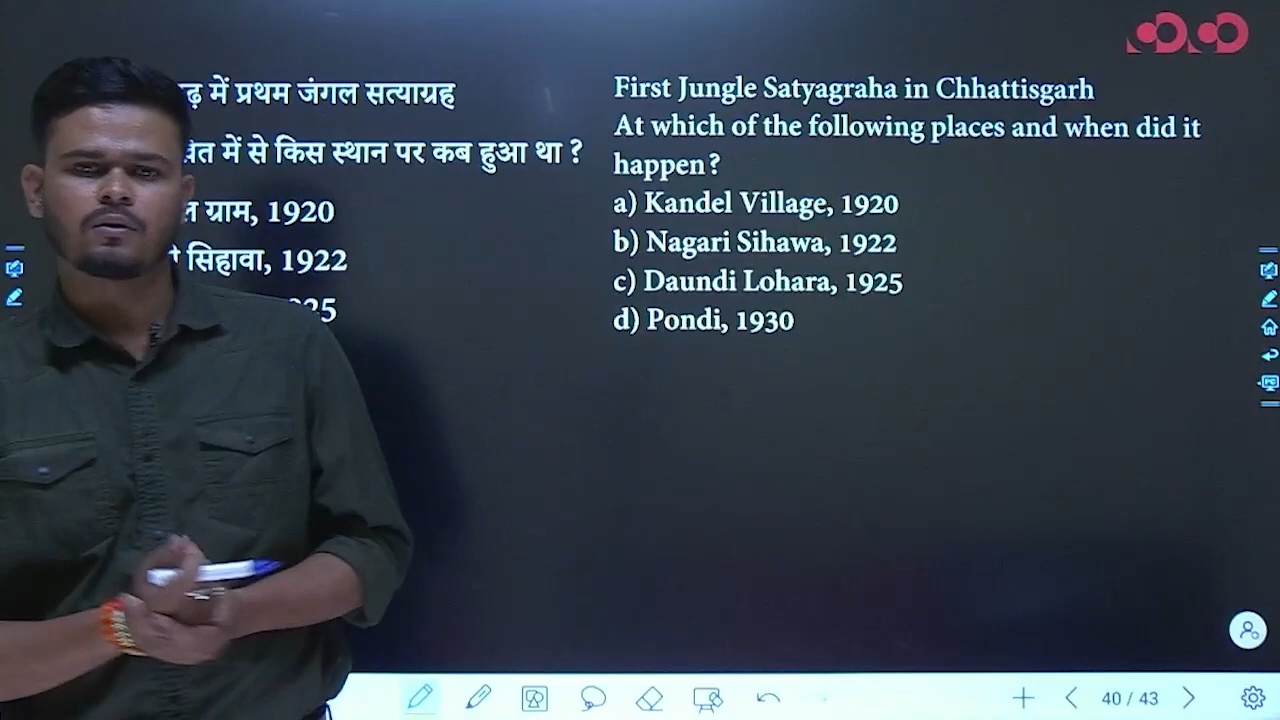 में प्रथम जंगल सत्याग्रह
में से किस स्थान पर कब हुआ था ?
ग्राम, 1920
सिहावा, 1922
First Jungle Satyagraha in Chhattisgarh
At which of the following places and when did it
happen?
a) Kandel Village, 1920
b) Nagari Sihawa, 1922
c) Daundi Lohara, 1925
d) Pondi, 1930
40 / 43